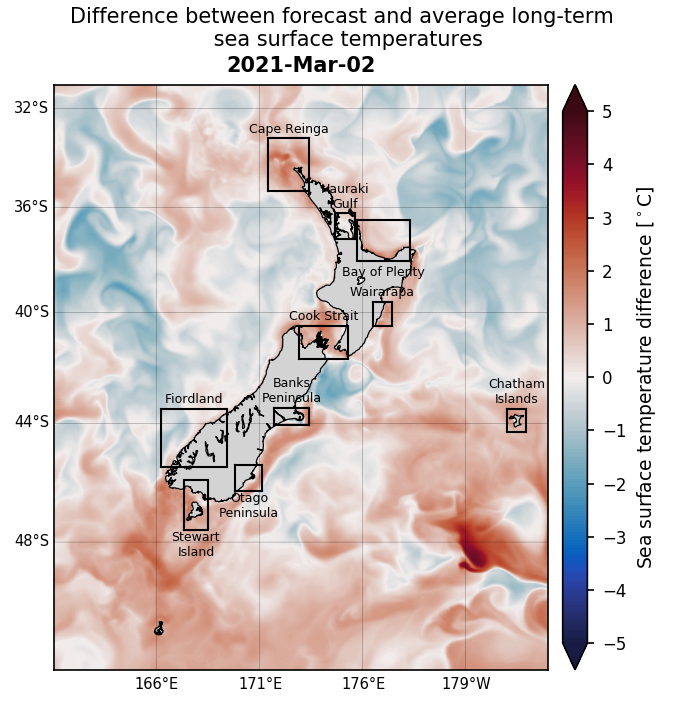 Difference between forecast and average long-term
sea surface temperatures
2021-Mar-02
32°S
36°S
40°S
44°S
48°S
166°E
171°E
176°E
179°W
Cape Reinga
Hauraki
Gulf
Bay of Plenty
Wairarapa
Cook Strait
Banks
Peninsula
Fiordland
Chatham
Islands
Otago
Peninsula
Stewart
Island
5
4
3
2
1
0
−1
−2
−3
−4
−5
Sea surface temperature difference [°C]